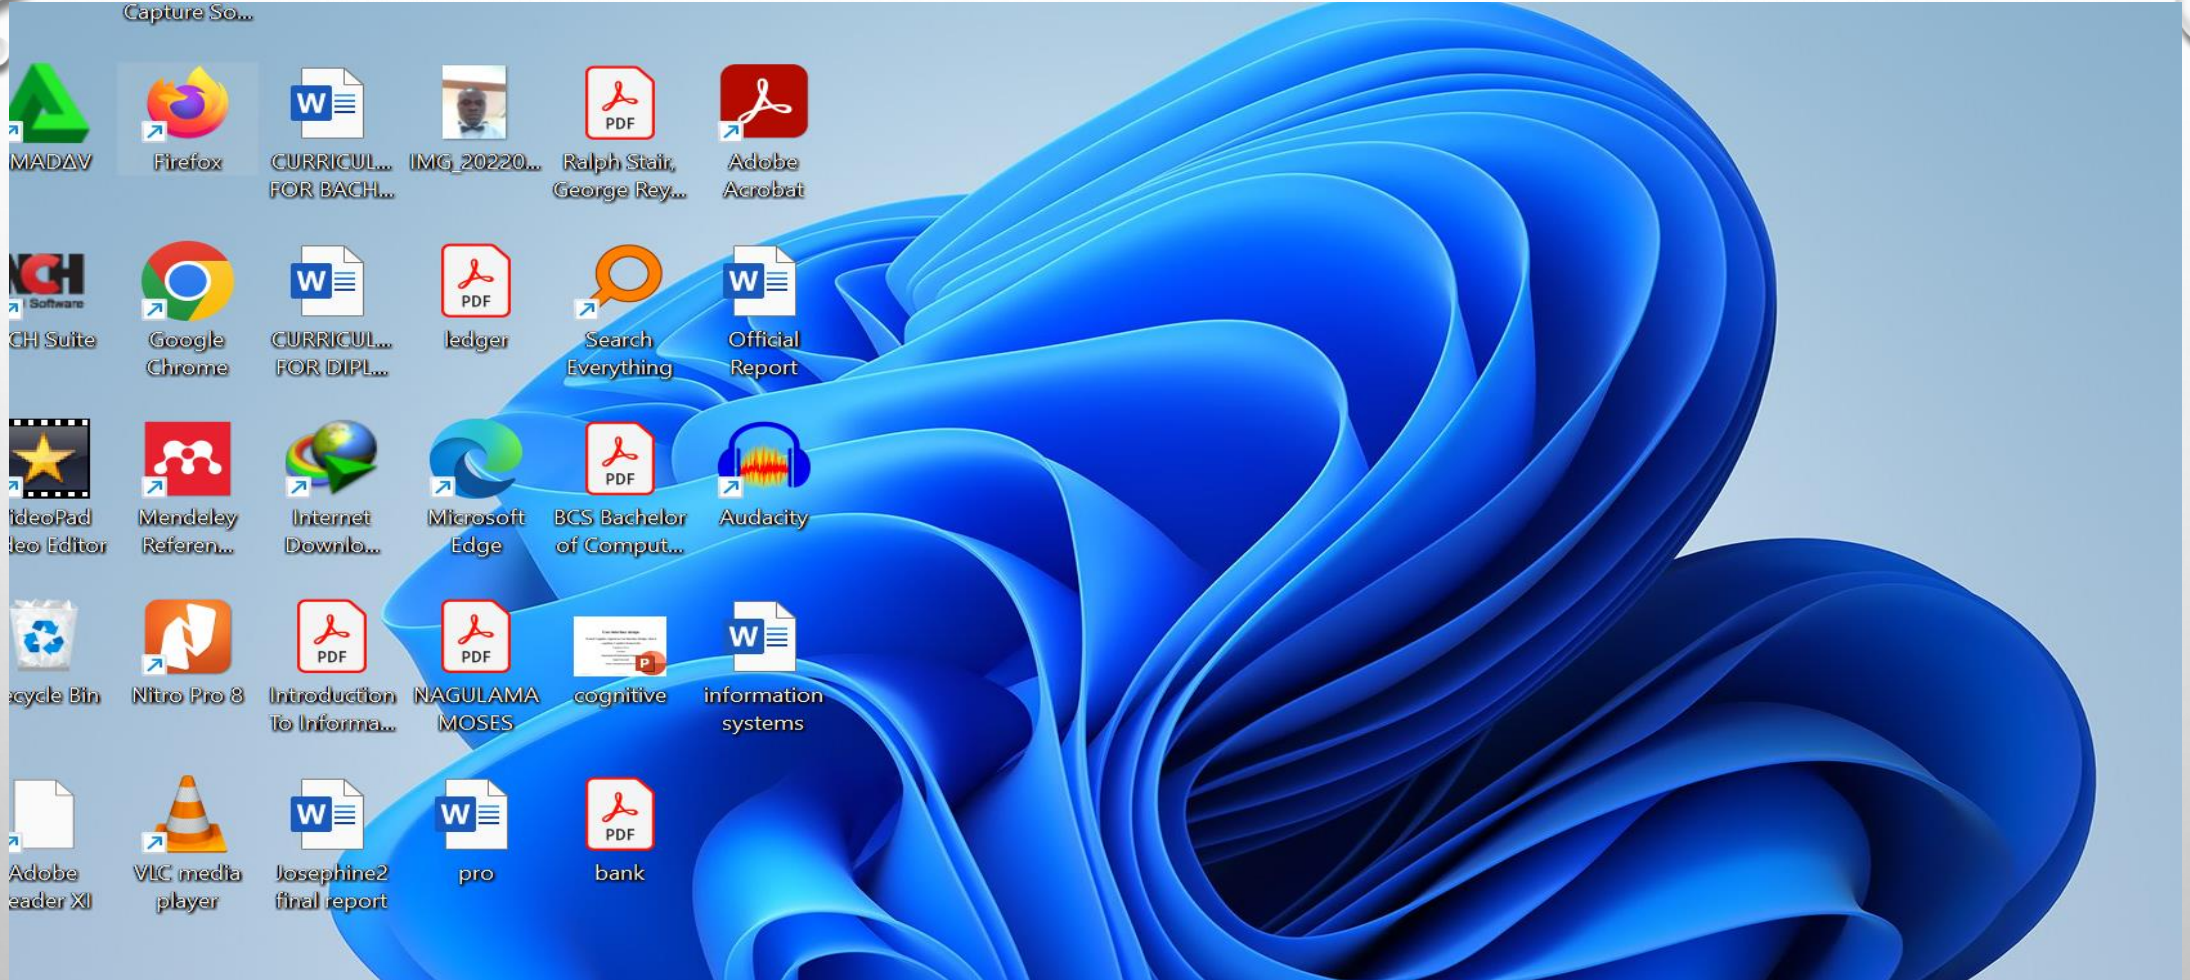 Capture So...
MADΔV
Firefox
CURRICUL...
FOR BACH...
IMG_20220...
PDF
Ralph Stair,
George Rey...
Adobe
Acrobat
NCH
Software
CH Suite
Google
Chrome
CURRICUL...
FOR DIPL...
PDF
ledger
Search
Everything
Official
Report
ideoPad
deo Editor
Mendeley
Referen...
Internet
Downlo...
Microsoft
Edge
PDF
BCS Bachelor
of Comput...
Audacity
ecycle Bin
Nitro Pro 8
PDF
Introduction
To Informa...
PDF
NAGULAMA
MOSES
cognitive
information
systems
Adobe
eader XI
VLC media
player
Josephine2
final report
pro
PDF
bank